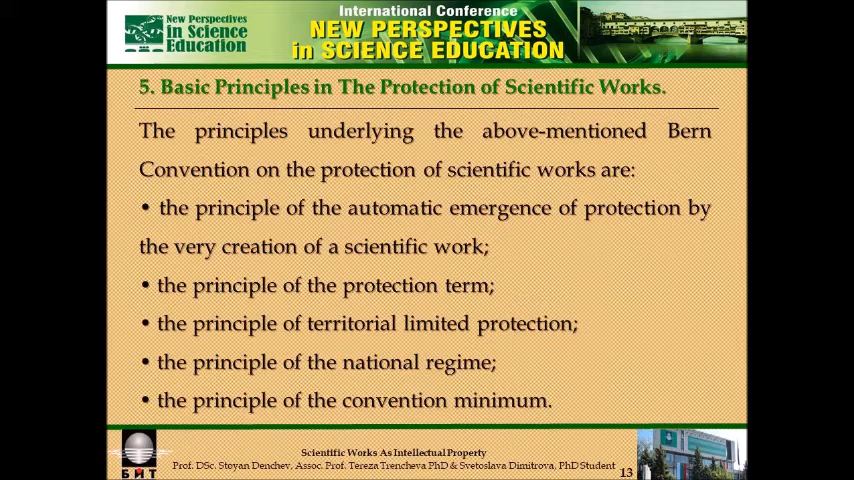 New Perspectives
in Science
Education
International Conference
NEW PERSPECTIVES
in SCIENCE EDUCATION
5. Basic Principles in The Protection of Scientific Works.
The principles underlying the above-mentioned Bern
Convention on the protection of scientific works are:
• the principle of the automatic emergence of protection by
the very creation of a scientific work;
• the principle of the protection term;
• the principle of territorial limited protection;
• the principle of the national regime;
• the principle of the convention minimum.
БИТ
Scientific Works As Intellectual Property
Prof. DSc. Stoyan Denchev, Assoc. Prof. Tereza Trencheva PhD & Svetoslava Dimitrova, PhD Student
13